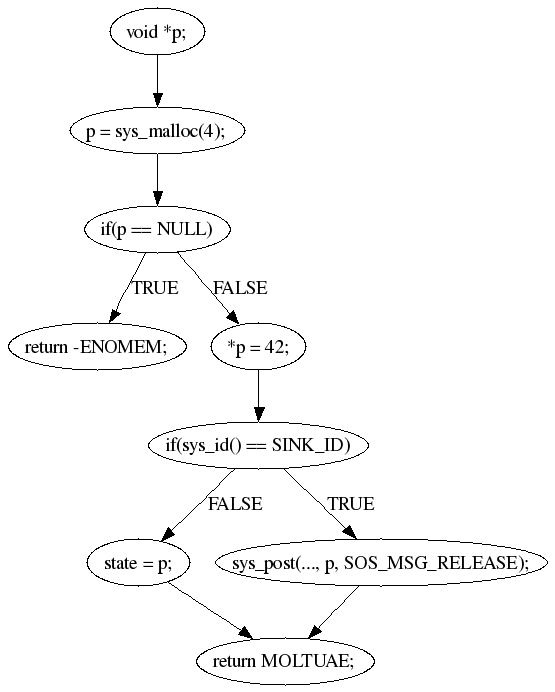 void *p;
p = sys_malloc(4);
if(p == NULL)
TRUE
FALSE
return -ENOMEM;
*p = 42;
if(sys_id() == SINK_ID)
FALSE
TRUE
state = p;
sys_post(..., p, SOS_MSG_RELEASE);
return MOLTUAE;